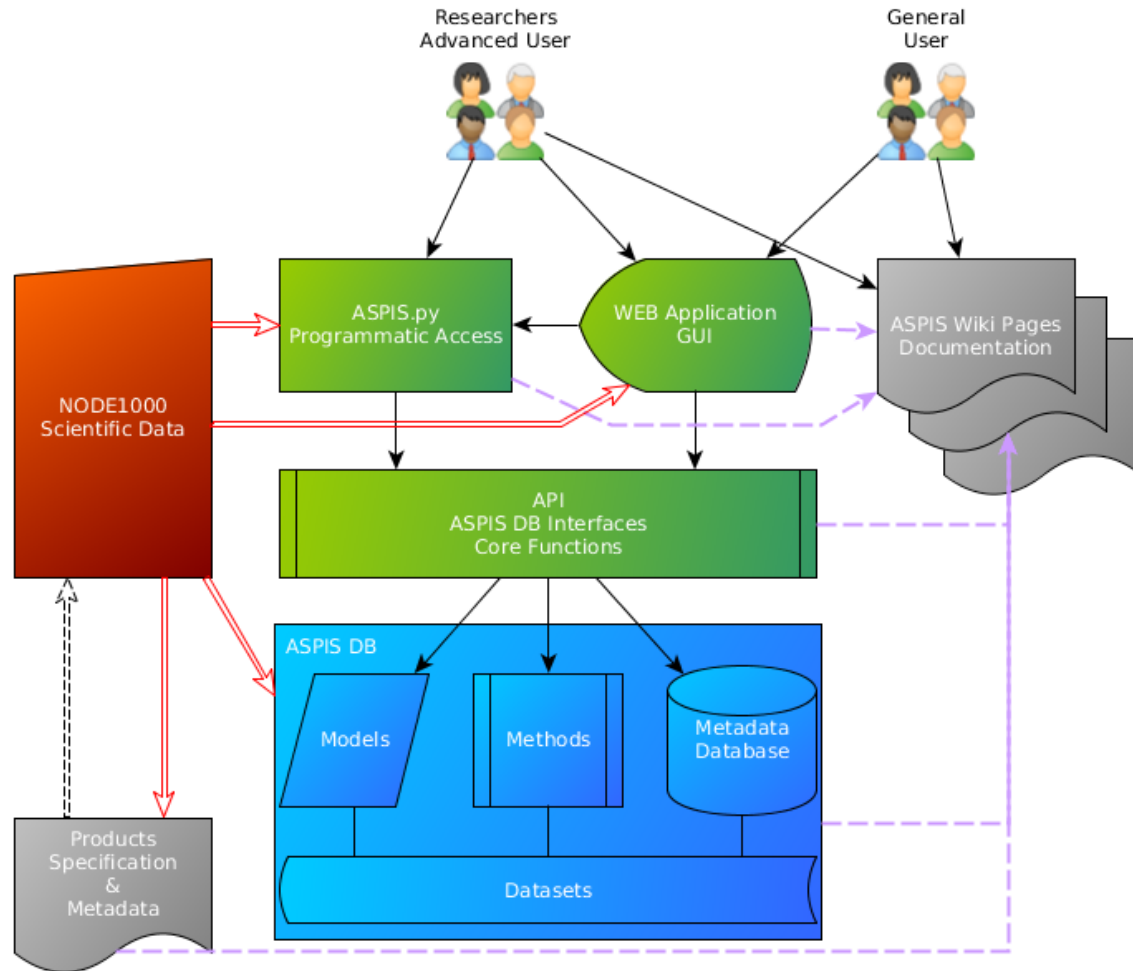 Researchers
Advanced User
General
User
ASPIS.py
Programmatic Access
WEB Application
GUI
ASPIS Wiki Pages
Documentation
NODE1000
Scientific Data
API
ASPIS DB Interfaces
Core Functions
ASPIS DB
Models
Methods
Metadata
Database
Products
Specification
&
Metadata
Datasets